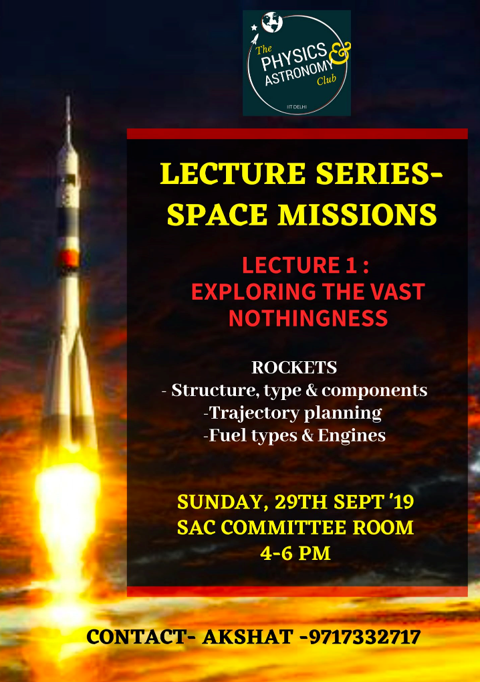 The
PHYSICS &
ASTRONOMY
Club
IIT DELHI
LECTURE SERIES-
SPACE MISSIONS
LECTURE 1 :
EXPLORING THE VAST
NOTHINGNESS
ROCKETS
- Structure, type & components
-Trajectory planning
-Fuel types & Engines
SUNDAY, 29TH SEPT '19
SAC COMMITTEE ROOM
4-6 PM
CONTACT- AKSHAT -9717332717